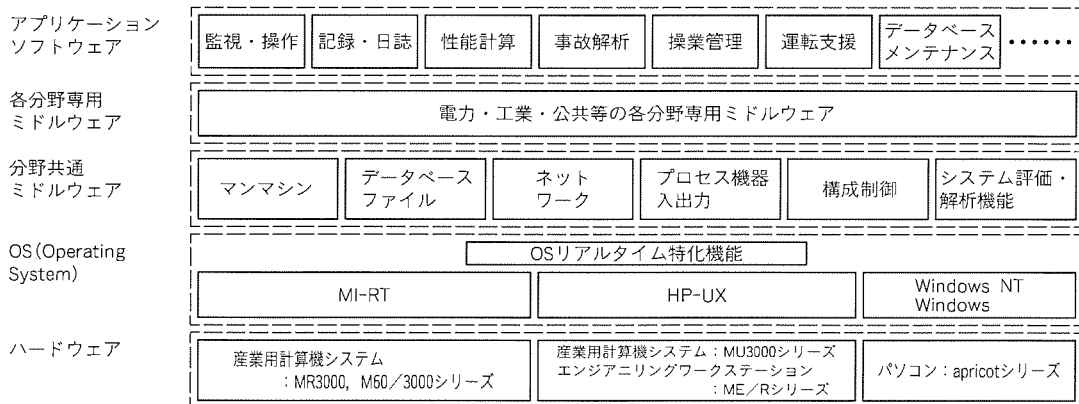 アプリケーション
ソフトウェア
監視・操作
記録・日誌
性能計算
事故解析
操業管理
運転支援
データベース
メンテナンス
……
各分野専用
ミドルウェア
電力・工業・公共等の各分野専用ミドルウェア
分野共通
ミドルウェア
マンマシン
データベース
ファイル
ネット
ワーク
プロセス機器
入出力
構成制御
システム評価・
解析機能
OS(Operating
System)
OSリアルタイム特化機能
MI-RT
HP-UX
Windows NT
Windows
ハードウェア
産業用計算機システム
：MR3000, M60／3000シリーズ
産業用計算機システム：MU3000シリーズ
エンジアニリングワークステーション
：ME／Rシリーズ
パソコン：apricotシリーズ